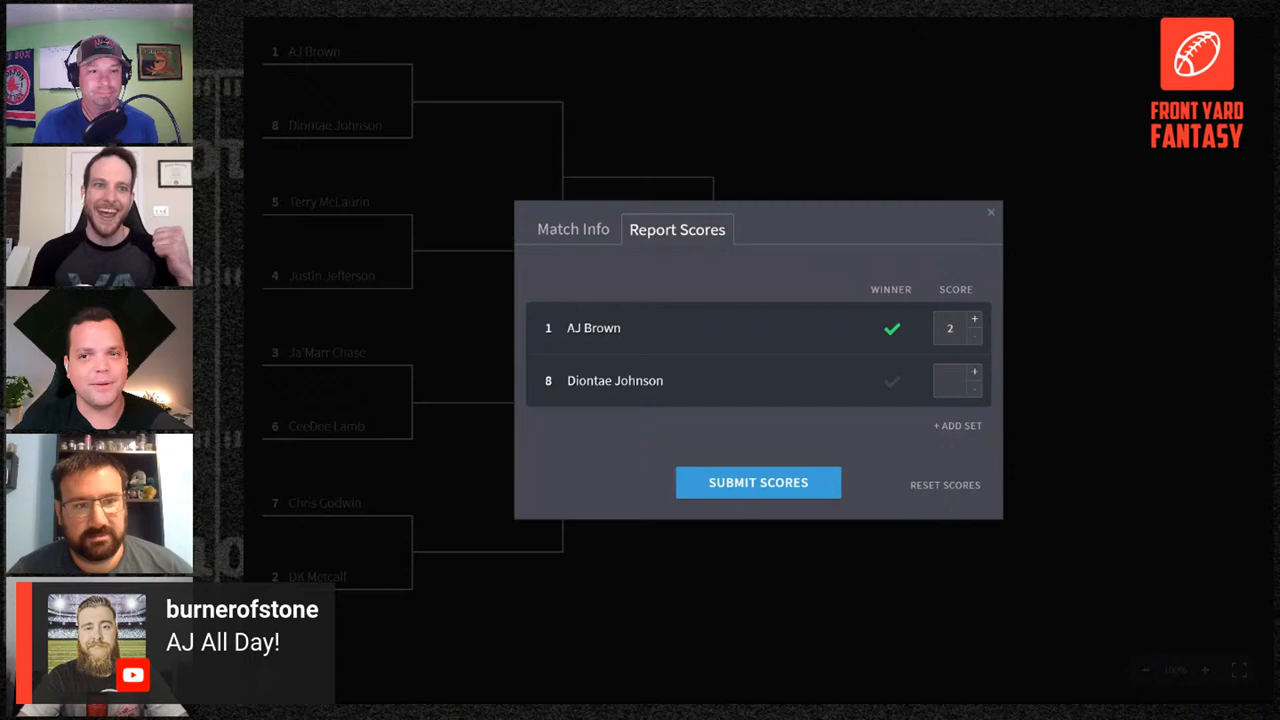 1 AJ Brown
8 Diontae Johnson
5 Terry McLaurin
4 Justin Jefferson
3 Ja'Marr Chase
6 CeeDee Lamb
7 Chris Godwin
2 DK Metcalf
FRONT YARD
FANTASY
Match Info
Report Scores
×
WINNER
SCORE
1 AJ Brown 2 +
-
8 Diontae Johnson +
-
+ ADD SET
SUBMIT SCORES
RESET SCORES
burnerofstone
AJ All Day!
− 100% +